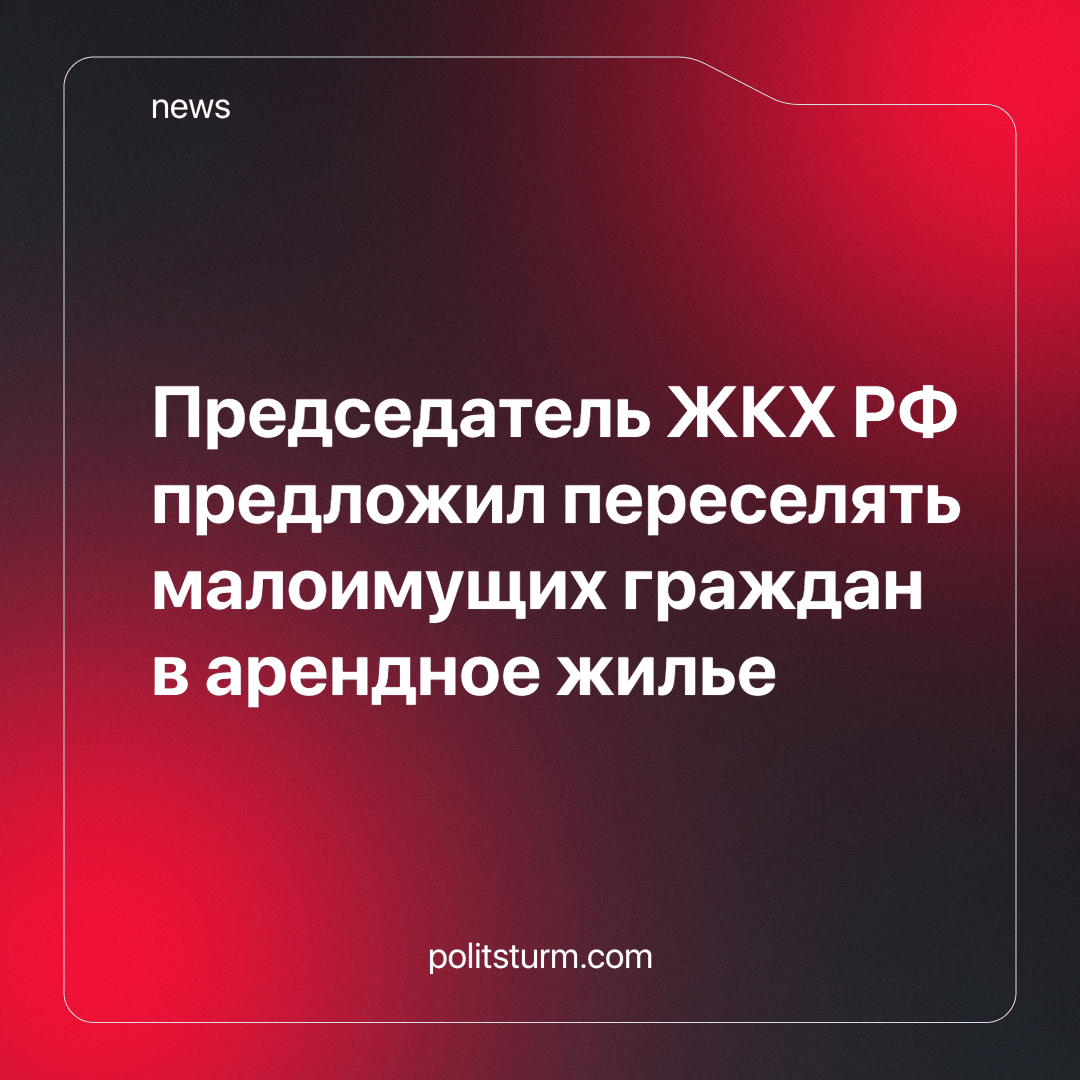 news
Председатель ЖКХ РФ
предложил переселять
малоимущих граждан
в арендное жилье
politsturm.com